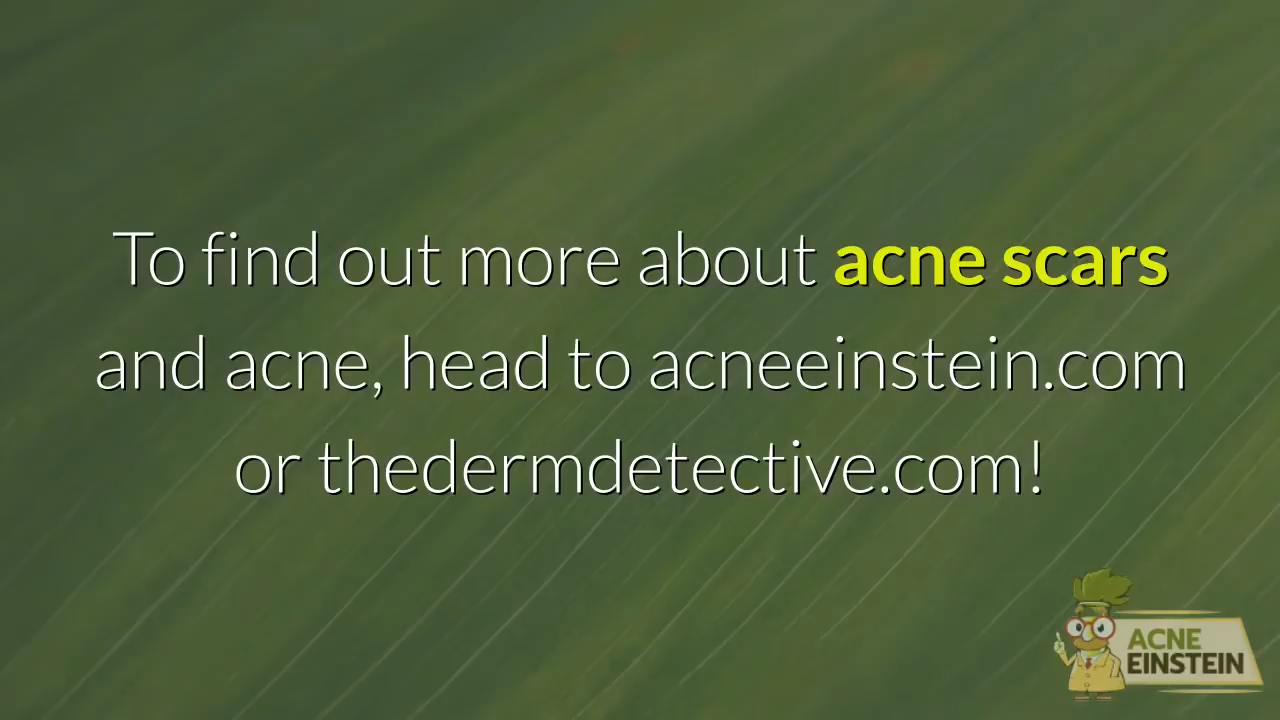 To find out more about acne scars
and acne, head to acneeinstein.com
or thedermdetective.com!
ACNE
EINSTEIN